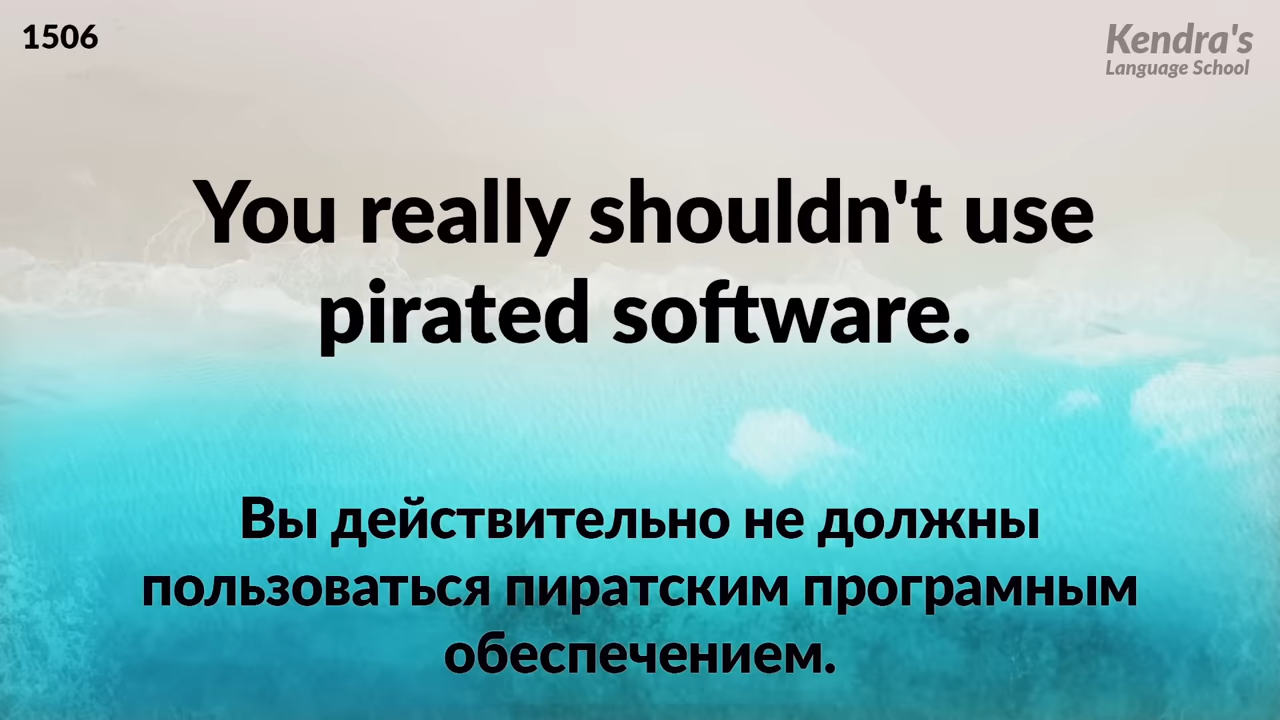 1506
Kendra's
Language School
You really shouldn't use
pirated software.
Вы действительно не должны
пользоваться пиратским програмным
обеспечением.